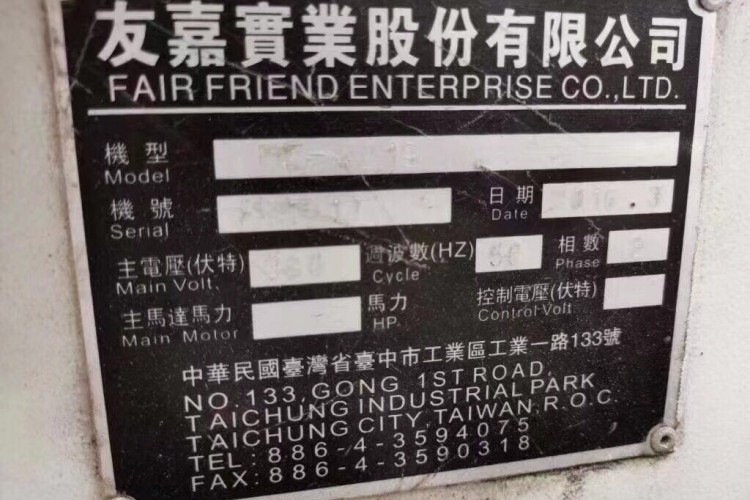 友嘉實業股份有限公司
FAIR FRIEND ENTERPRISE CO.,LTD.
機型
Model
機號 日期
Serial Date
主電壓(伏特) 週波數(HZ) 相數
Main Volt. Cycle Phase
主馬達馬力 馬力 控制電壓(伏特)
Main Motor HP. Control Volt
中華民國臺灣省臺中市工業區工業一路133號
NO.133,GONG 1ST ROAD,
TAICHUNG INDUSTRIAL PARK
TAICHUNG CITY,TAIWAN,R.O.C.
TEL:886-4-3594075
FAX:886-4-3590318